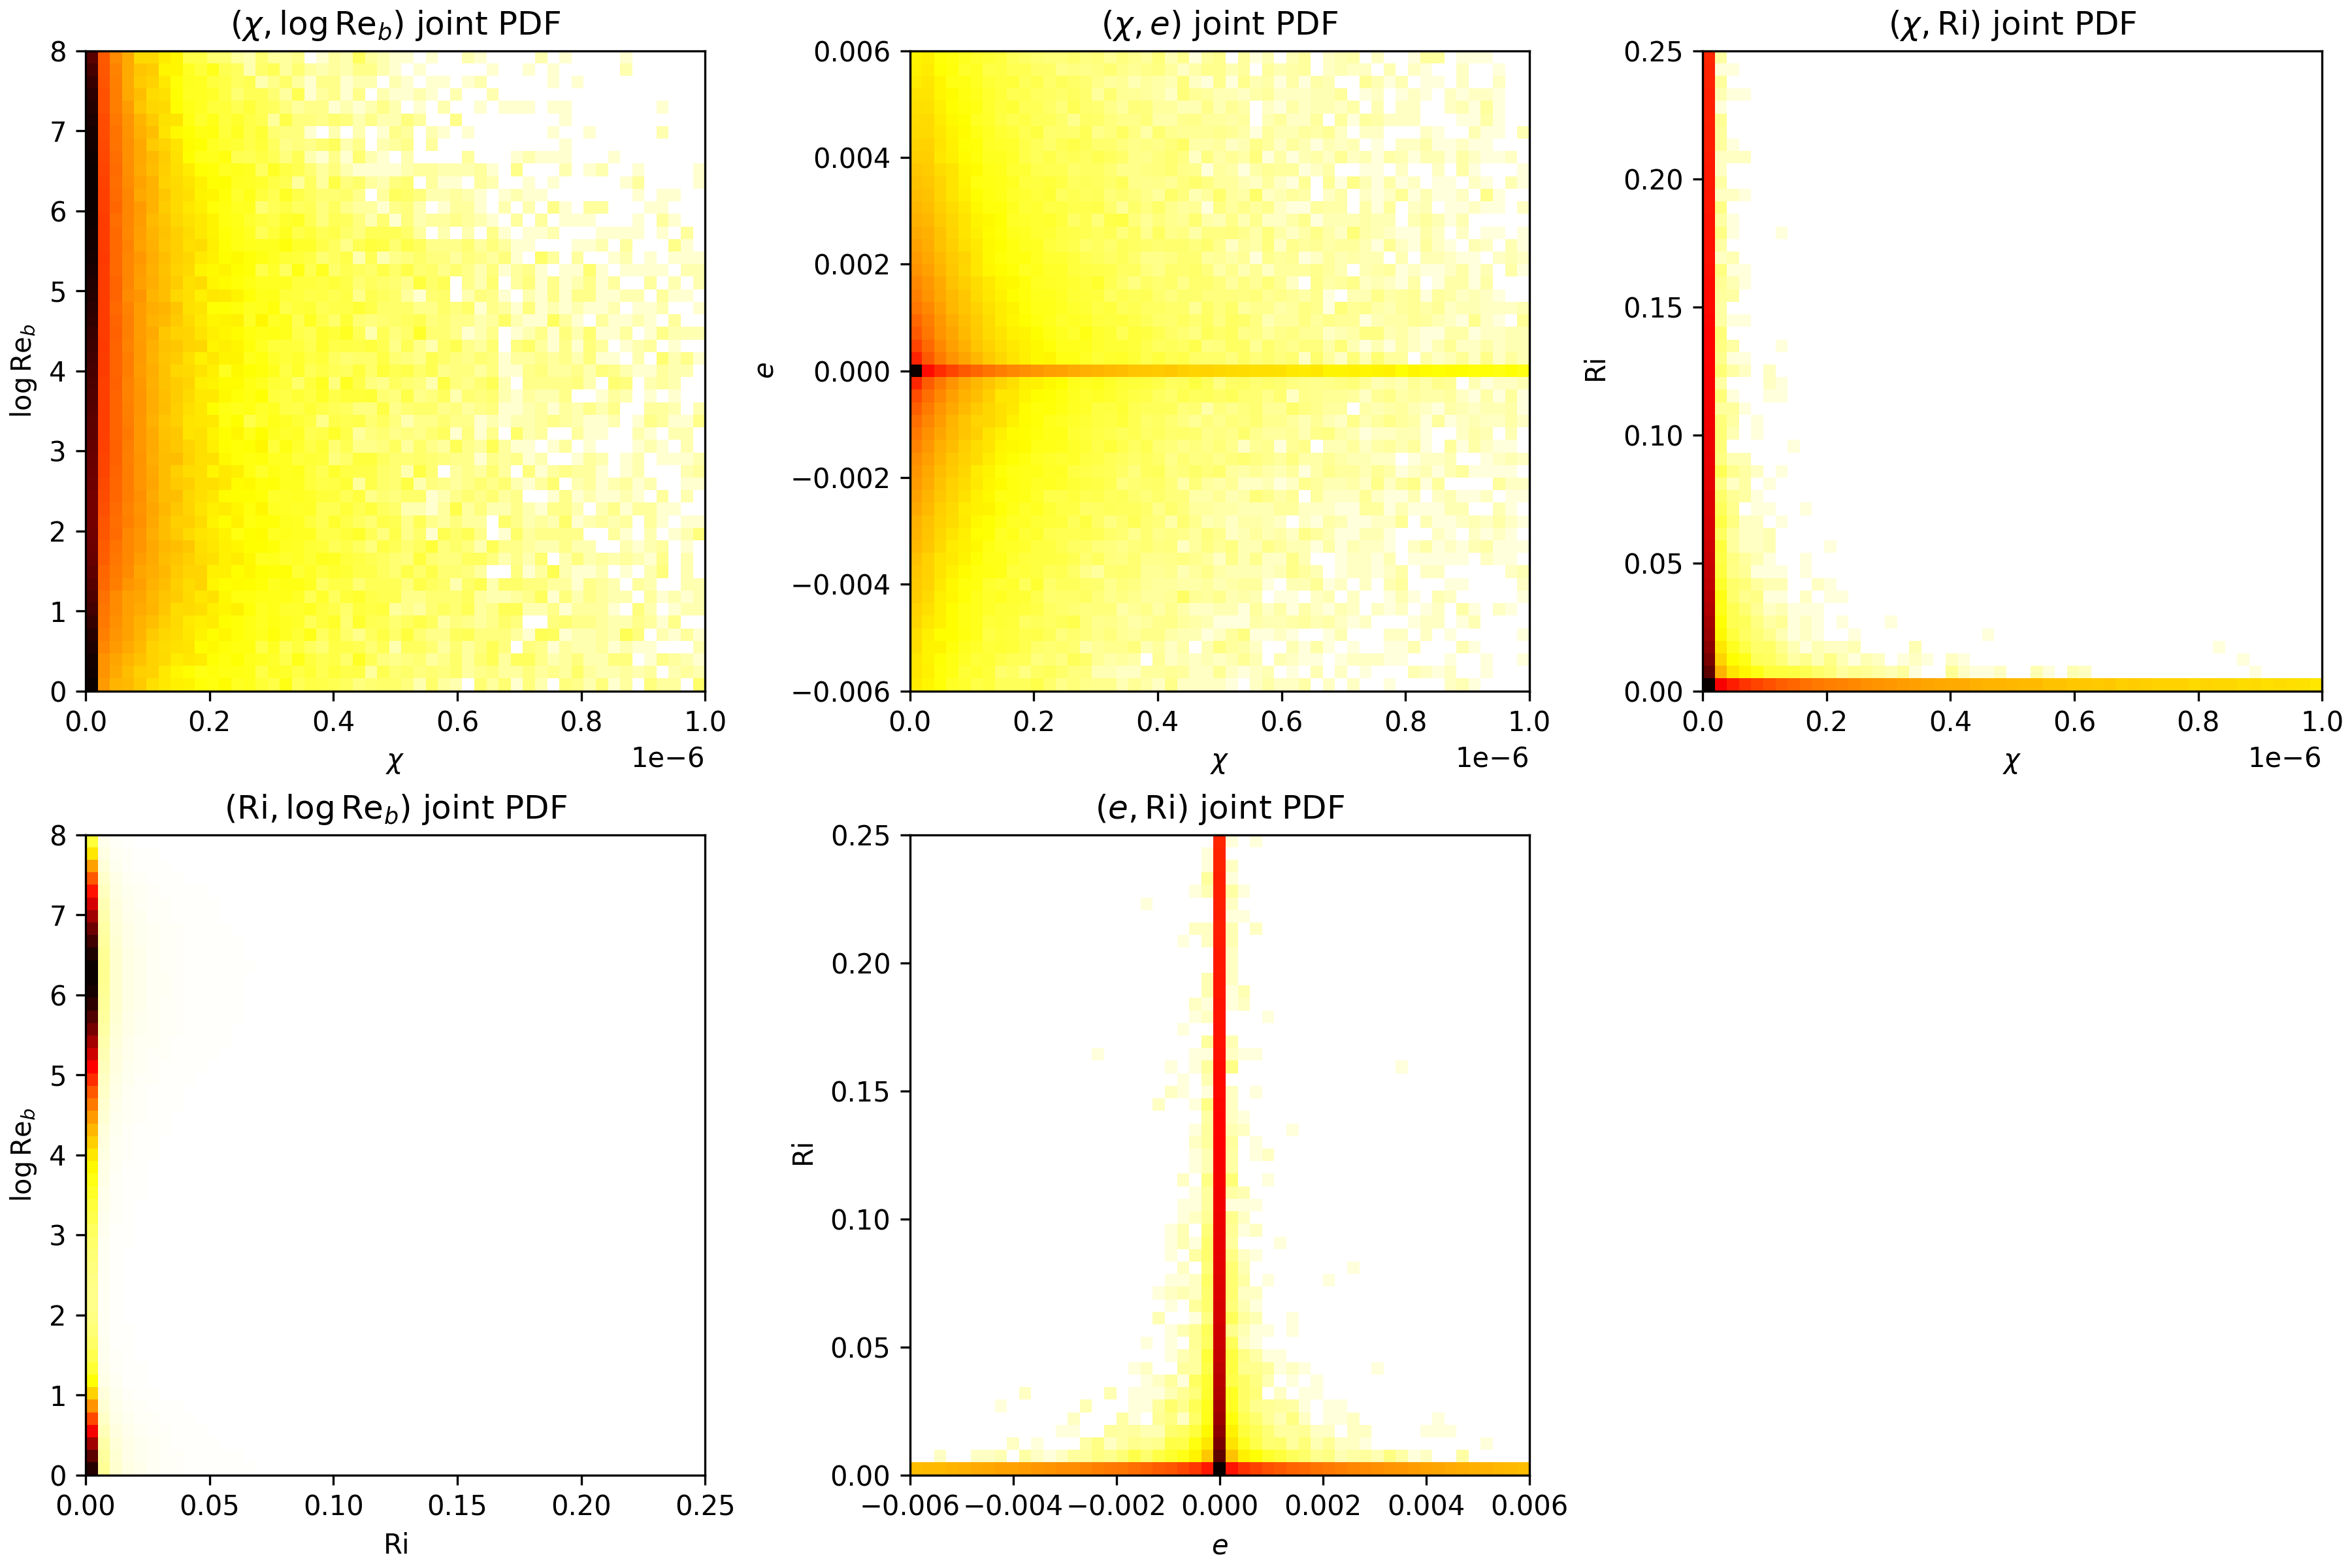 (χ, log Re_b) joint PDF
8
7
6
5
4
3
2
1
0
log Re_b
0.0 0.2 0.4 0.6 0.8 1.0
χ 1e−6
(χ, e) joint PDF
0.006
0.004
0.002
0.000
−0.002
−0.004
−0.006
e
0.0 0.2 0.4 0.6 0.8 1.0
χ 1e−6
(χ, Ri) joint PDF
0.25
0.20
0.15
0.10
0.05
0.00
Ri
0.0 0.2 0.4 0.6 0.8 1.0
χ 1e−6
(Ri, log Re_b) joint PDF
8
7
6
5
4
3
2
1
0
log Re_b
0.00 0.05 0.10 0.15 0.20 0.25
Ri
(e, Ri) joint PDF
0.25
0.20
0.15
0.10
0.05
0.00
Ri
−0.006 −0.004 −0.002 0.000 0.002 0.004 0.006
e